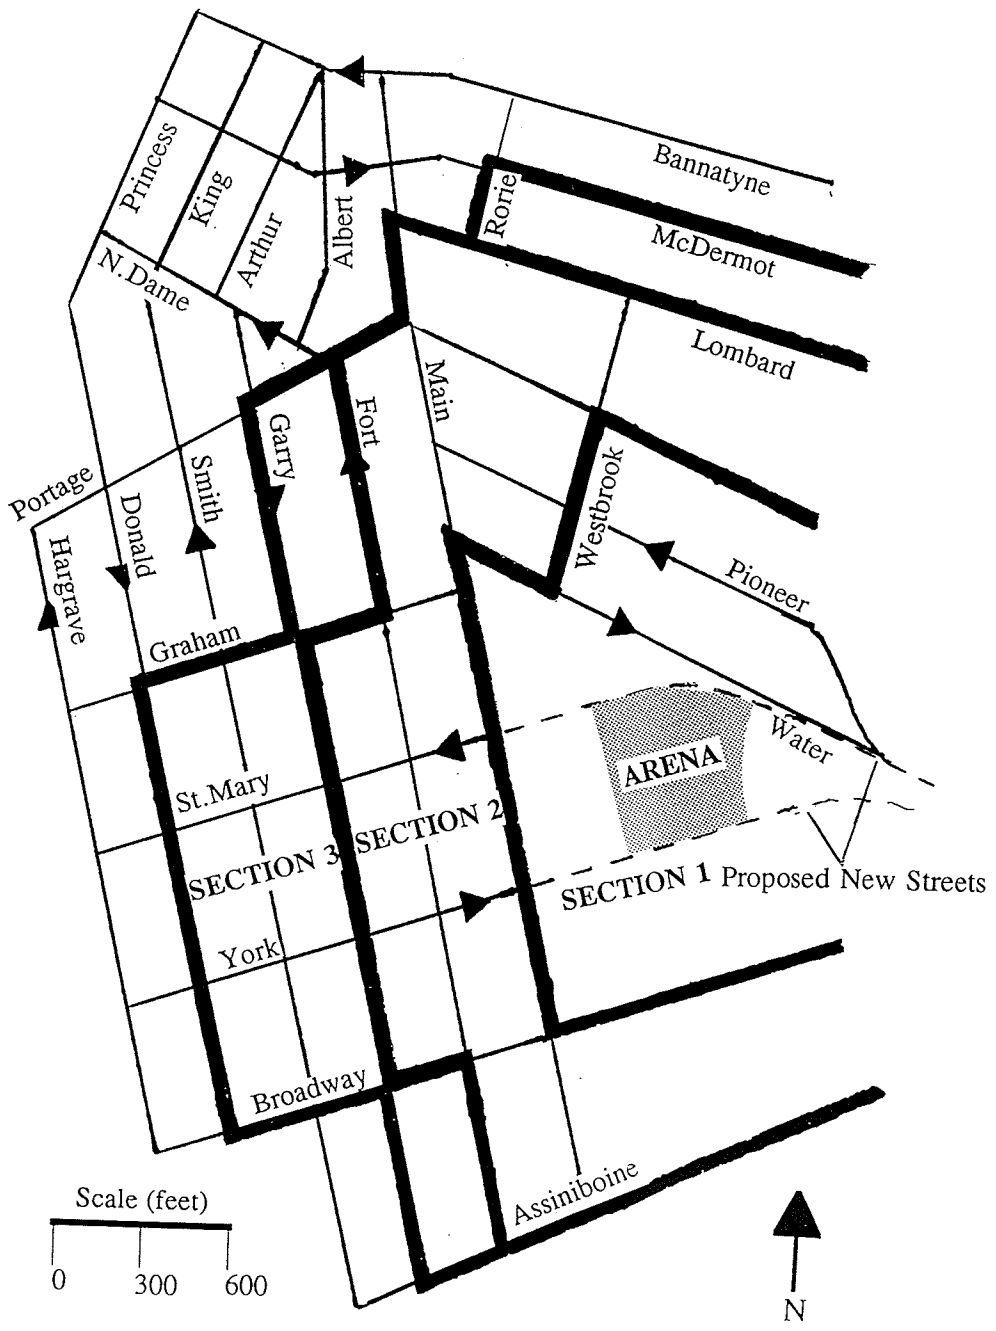 Bannatyne
Princess
King
Arthur
Albert
Rorie
McDermot
N. Dame
Lombard
Main
Garry
Fort
Portage
Smith
Donald
Westbrook
Hargrave
Pioneer
Graham
Water
ARENA
St.Mary
SECTION 3
SECTION 2
SECTION 1
Proposed New Streets
York
Broadway
Assiniboine
Scale (feet)
0
300
600
N